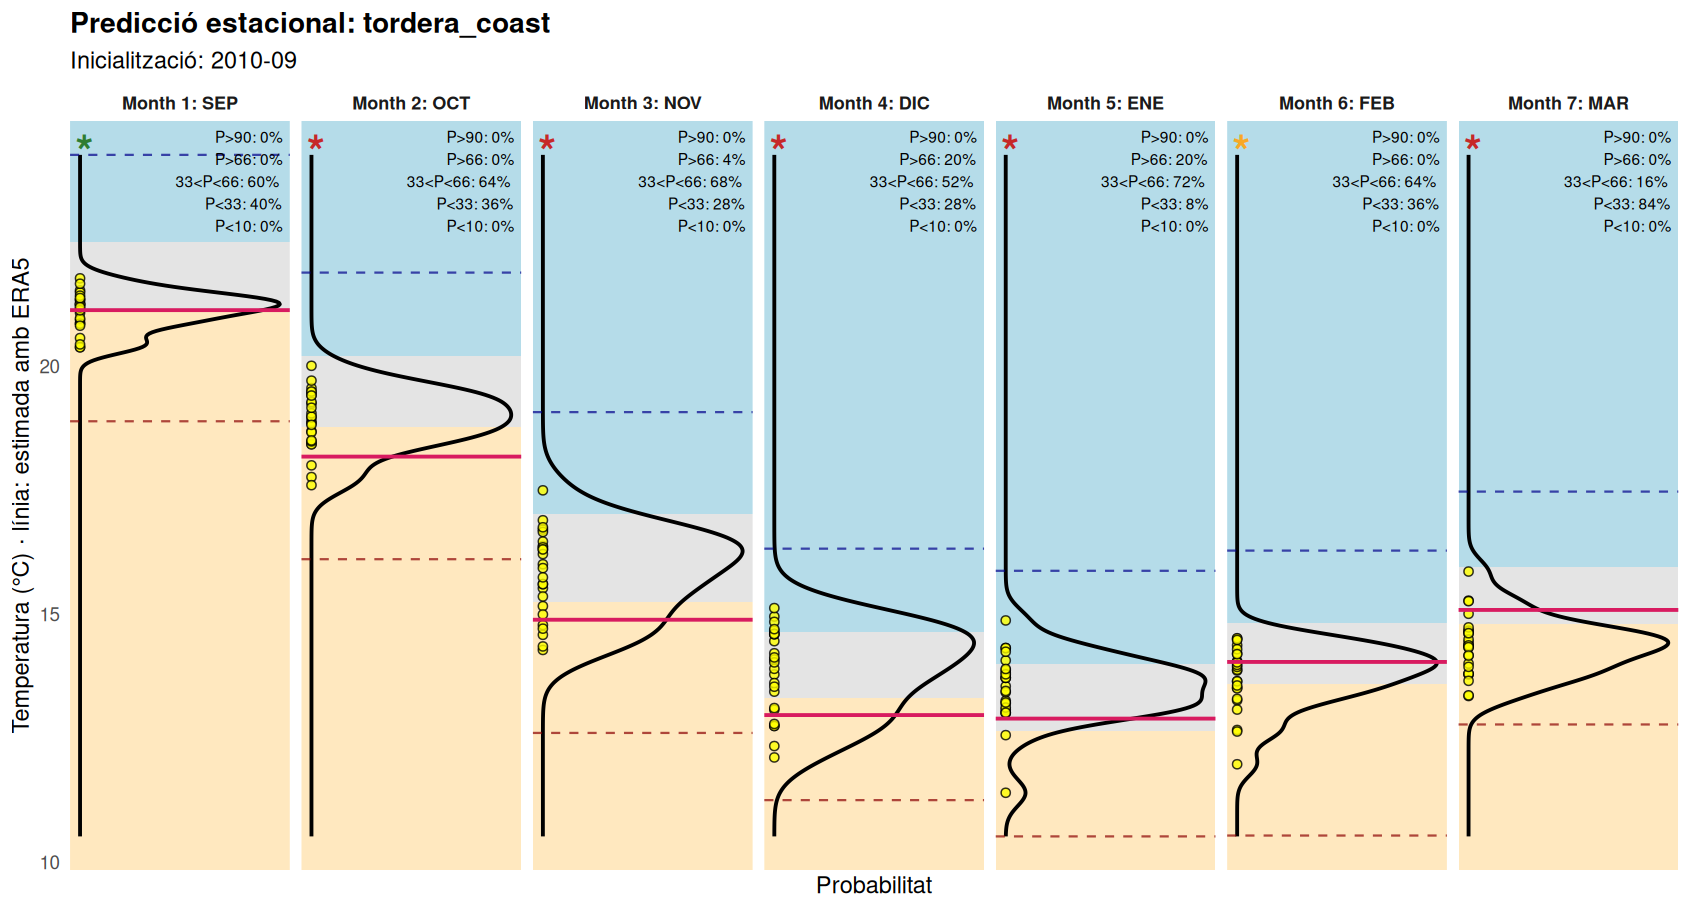 Predicció estacional: tordera_coast
Inicialització: 2010-09
Month 1: SEP
*
P>90: 0%
P>66: 0%
33<P<66: 60%
P<33: 40%
P<10: 0%
Month 2: OCT
*
P>90: 0%
P>66: 0%
33<P<66: 64%
P<33: 36%
P<10: 0%
Month 3: NOV
*
P>90: 0%
P>66: 4%
33<P<66: 68%
P<33: 28%
P<10: 0%
Month 4: DIC
*
P>90: 0%
P>66: 20%
33<P<66: 52%
P<33: 28%
P<10: 0%
Month 5: ENE
*
P>90: 0%
P>66: 20%
33<P<66: 72%
P<33: 8%
P<10: 0%
Month 6: FEB
*
P>90: 0%
P>66: 0%
33<P<66: 64%
P<33: 36%
P<10: 0%
Month 7: MAR
*
P>90: 0%
P>66: 0%
33<P<66: 16%
P<33: 84%
P<10: 0%
Temperatura (°C) · línia: estimada amb ERA5
20
15
10
Probabilitat